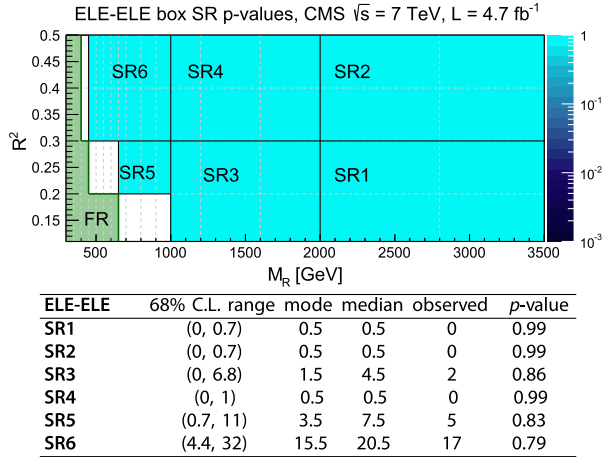 ELE-ELE box SR p-values, CMS √s = 7 TeV, L = 4.7 fb⁻¹
0.5
0.45
0.4
0.35
0.3
0.25
0.2
0.15
R²
SR6 SR4 SR2
SR5 SR3 SR1
FR
1
10⁻¹
10⁻²
10⁻³
500 1000 1500 2000 2500 3000 3500
M_R [GeV]
ELE-ELE 68% C.L. range mode median observed p-value
SR1 (0, 0.7) 0.5 0.5 0 0.99
SR2 (0, 0.7) 0.5 0.5 0 0.99
SR3 (0, 6.8) 1.5 4.5 2 0.86
SR4 (0, 1) 0.5 0.5 0 0.99
SR5 (0.7, 11) 3.5 7.5 5 0.83
SR6 (4.4, 32) 15.5 20.5 17 0.79